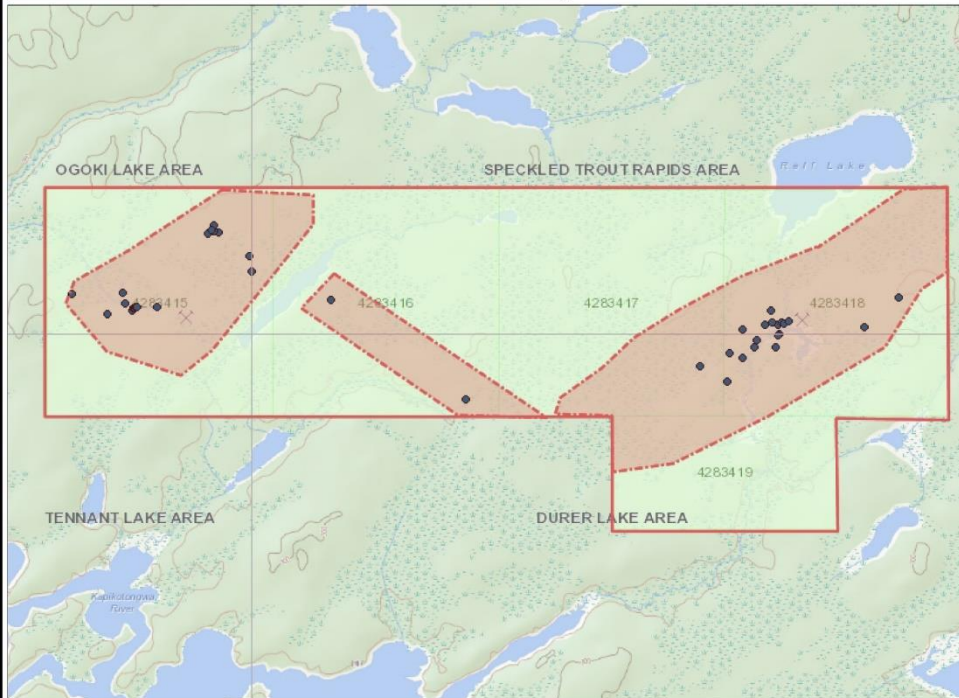 Relf Lake
OGOKI LAKE AREA
SPECKLED TROUT RAPIDS AREA
4283415
4283416
4283417
4283418
4283419
TENNANT LAKE AREA
DURER LAKE AREA
Kapikotongwa
River